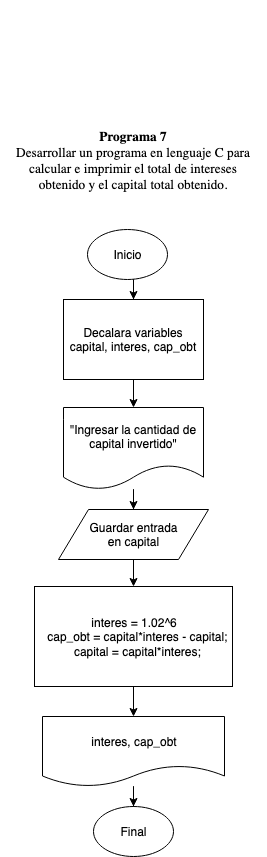 Programa 7
Desarrollar un programa en lenguaje C para
calcular e imprimir el total de intereses
obtenido y el capital total obtenido.
Inicio
Decalara variables
capital, interes, cap_obt
"Ingresar la cantidad de
capital invertido"
Guardar entrada
en capital
interes = 1.02^6
cap_obt = capital*interes - capital;
capital = capital*interes;
interes, cap_obt
Final